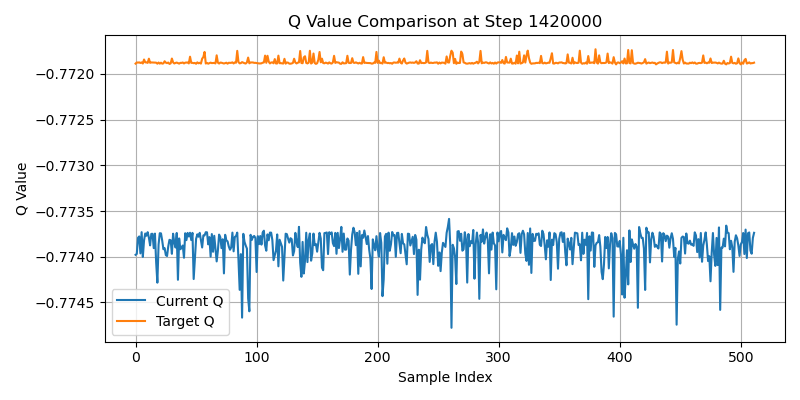 Q Value Comparison at Step 1420000
Q Value
−0.7720
−0.7725
−0.7730
−0.7735
−0.7740
−0.7745
Current Q
Target Q
0
100
200
300
400
500
Sample Index